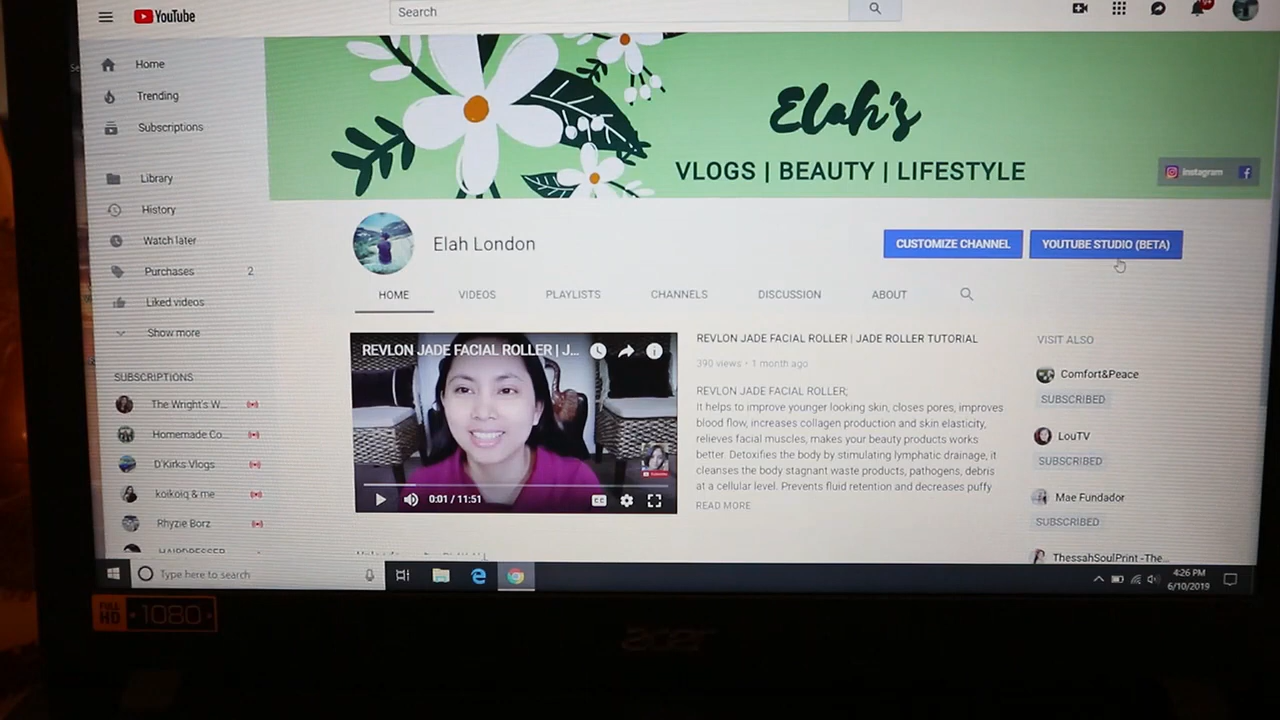 YouTube
Search
Home
Trending
Subscriptions
Library
History
Watch later
Purchases 2
Liked videos
Show more
SUBSCRIPTIONS
The Wright's W...
Homemade Co...
D'Kirks Vlogs
koikoiq & me
Rhyzie Borz
HAIRDRESSER
Elah's
VLOGS | BEAUTY | LIFESTYLE
Instagram
Elah London
CUSTOMIZE CHANNEL
YOUTUBE STUDIO (BETA)
HOME VIDEOS PLAYLISTS CHANNELS DISCUSSION ABOUT
REVLON JADE FACIAL ROLLER | J...
0:01 / 11:51
CC
REVLON JADE FACIAL ROLLER | JADE ROLLER TUTORIAL
390 views • 1 month ago
REVLON JADE FACIAL ROLLER;
It helps to improve younger looking skin, closes pores, improves
blood flow, increases collagen production and skin elasticity,
relieves facial muscles, makes your beauty products works
better. Detoxifies the body by stimulating lymphatic drainage, it
cleanses the body stagnant waste products, pathogens, debris
at a cellular level. Prevents fluid retention and decreases puffy
READ MORE
VISIT ALSO
Comfort&Peace
SUBSCRIBED
LouTV
SUBSCRIBED
Mae Fundador
SUBSCRIBED
ThessahSoulPrint -The...
Type here to search
4:26 PM
6/10/2019
FULL HD 1080
acer